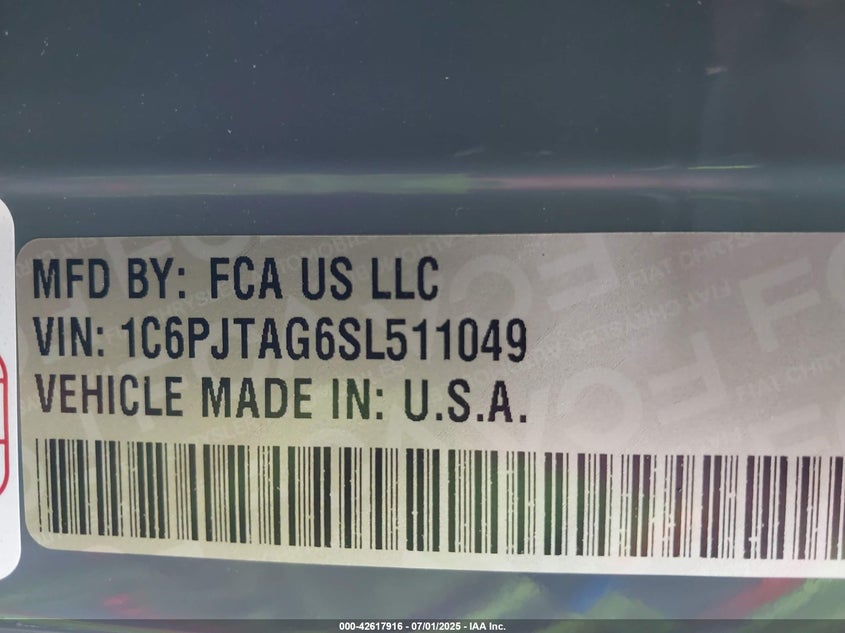 MFD BY: FCA US LLC
VIN: 1C6PJTAG6SL511049
VEHICLE MADE IN: U.S.A.
000-42617916 - 07/01/2025 - IAA Inc.